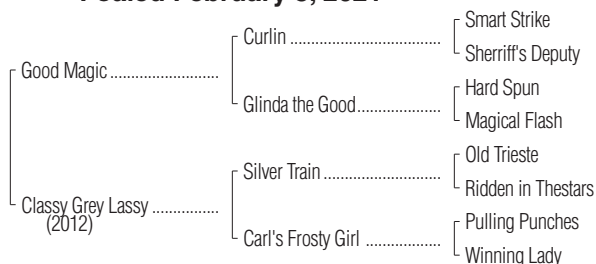 Smart Strike
Curlin
Sherriff's Deputy
Good Magic
Hard Spun
Glinda the Good
Magical Flash
Old Trieste
Silver Train
Ridden in Thestars
Classy Grey Lassy
(2012)
Pulling Punches
Carl's Frosty Girl
Winning Lady